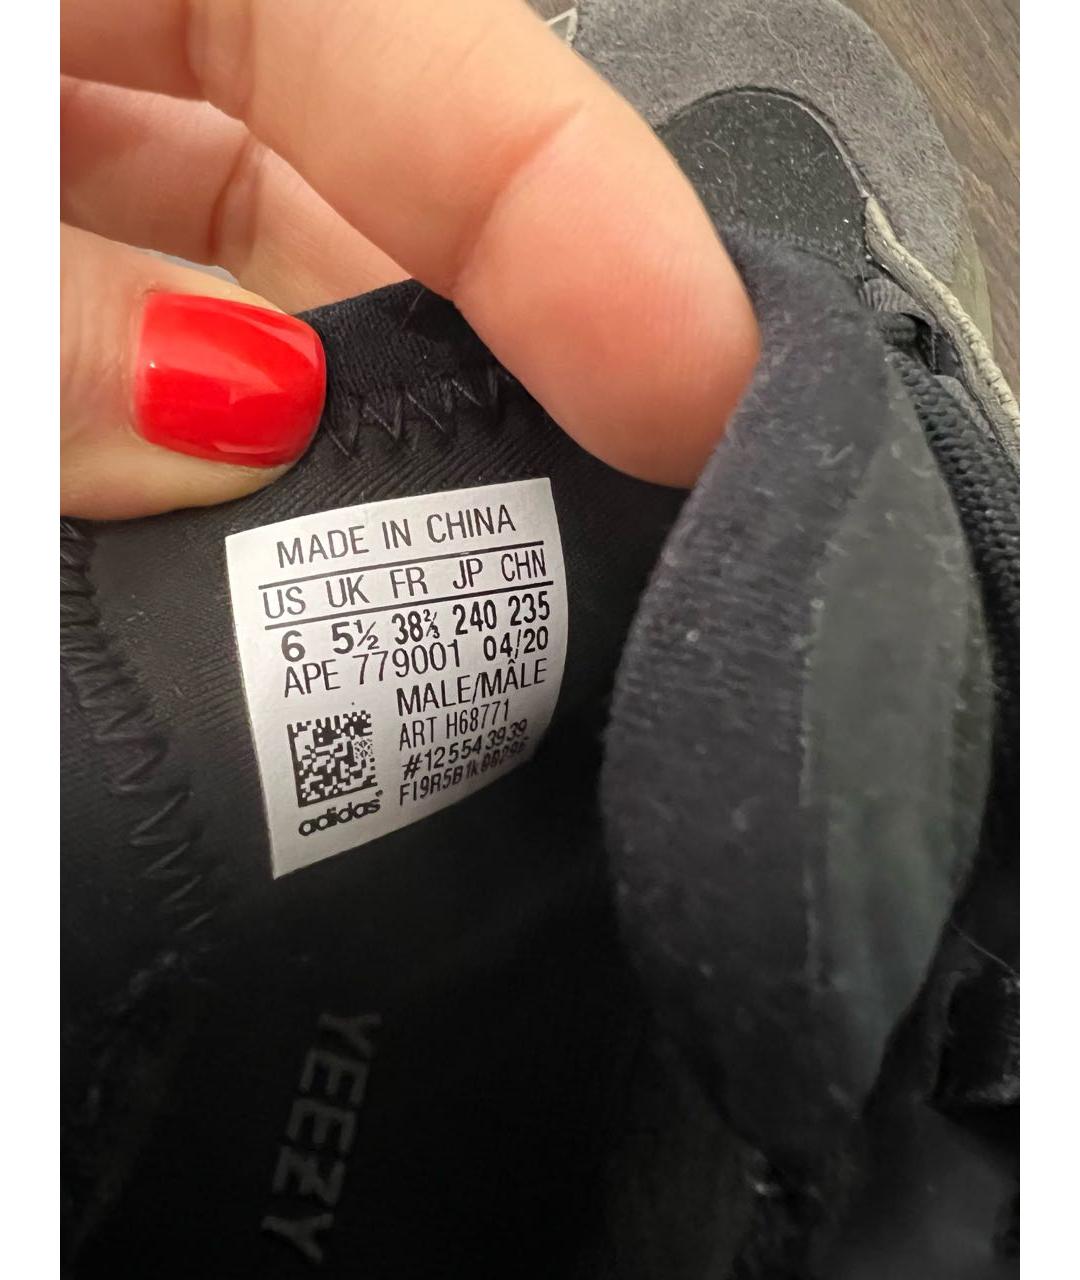 MADE IN CHINA
US UK FR JP CHN
6 5½ 38⅔ 240 235
APE 779001 04/20
MALE/MÂLE
ART H68771
#125543939
adidas
YEEZY